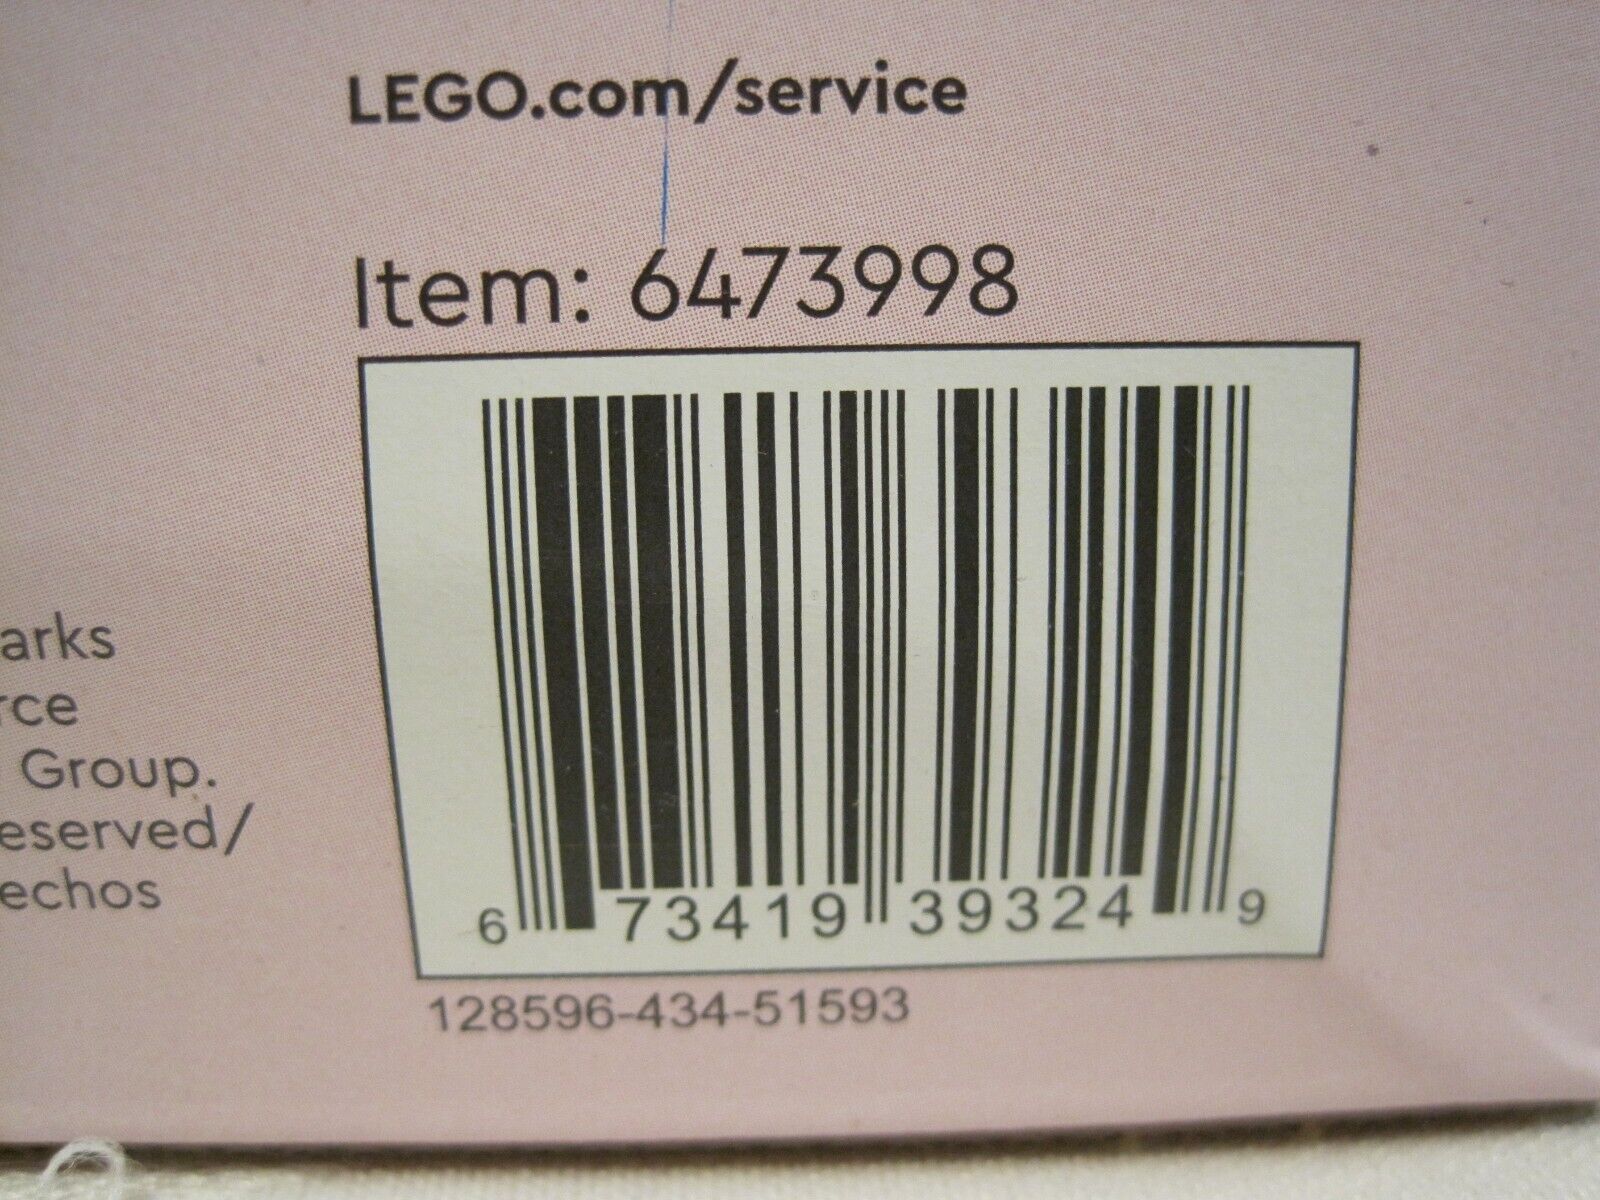 LEGO.com/service
Item: 6473998
arks
rce
Group.
eserved/
echos
6 73419 39324 9
128596-434-51593